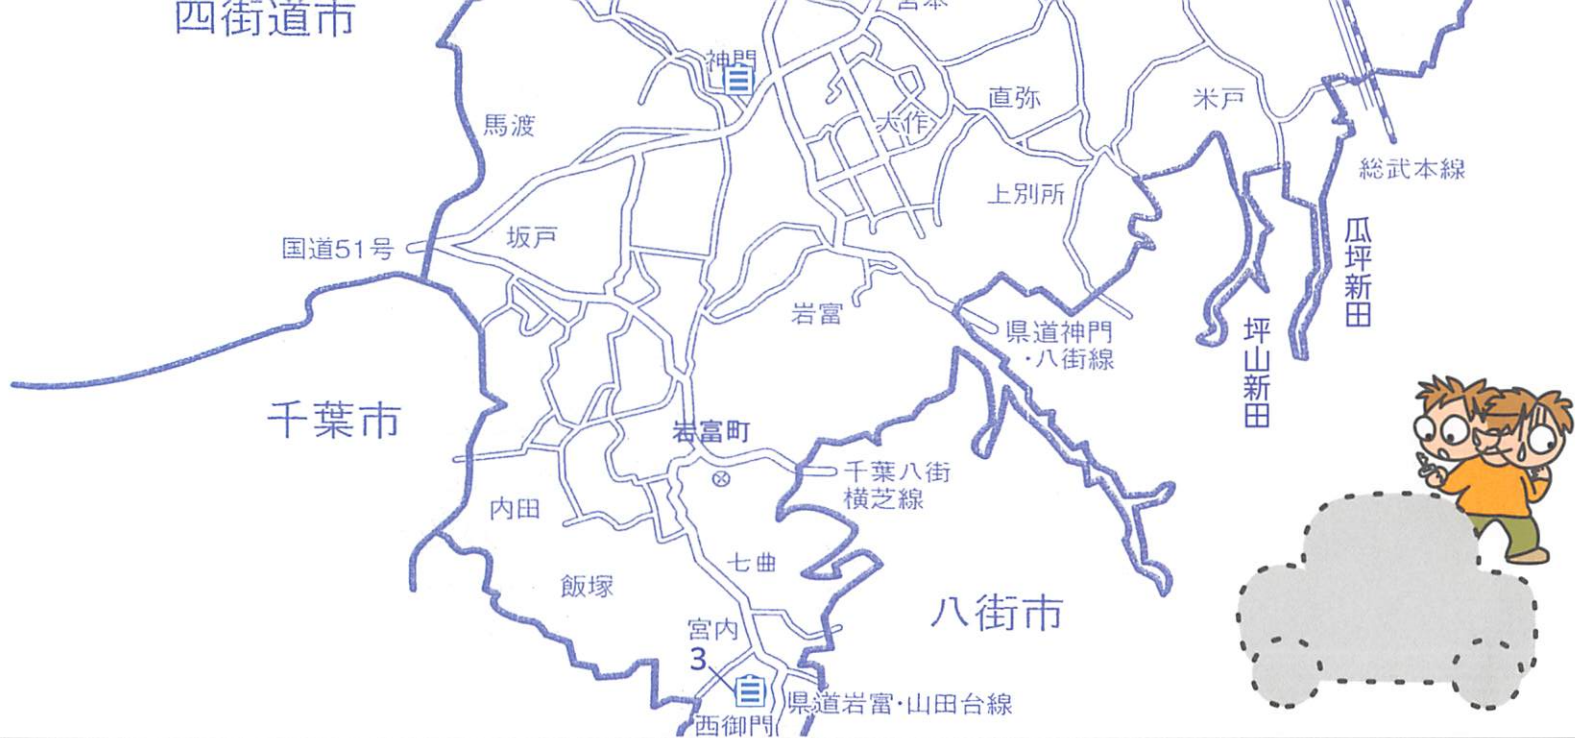 四街道市
宮本
神門
直弥
米戸
馬渡
大作
総武本線
上別所
坂戸
国道51号
瓜坪新田
岩富
県道神門
・八街線
坪山新田
千葉市
岩富町
千葉八街
横芝線
内田
七曲
飯塚
八街市
宮内
3
県道岩富・山田台線
西御門